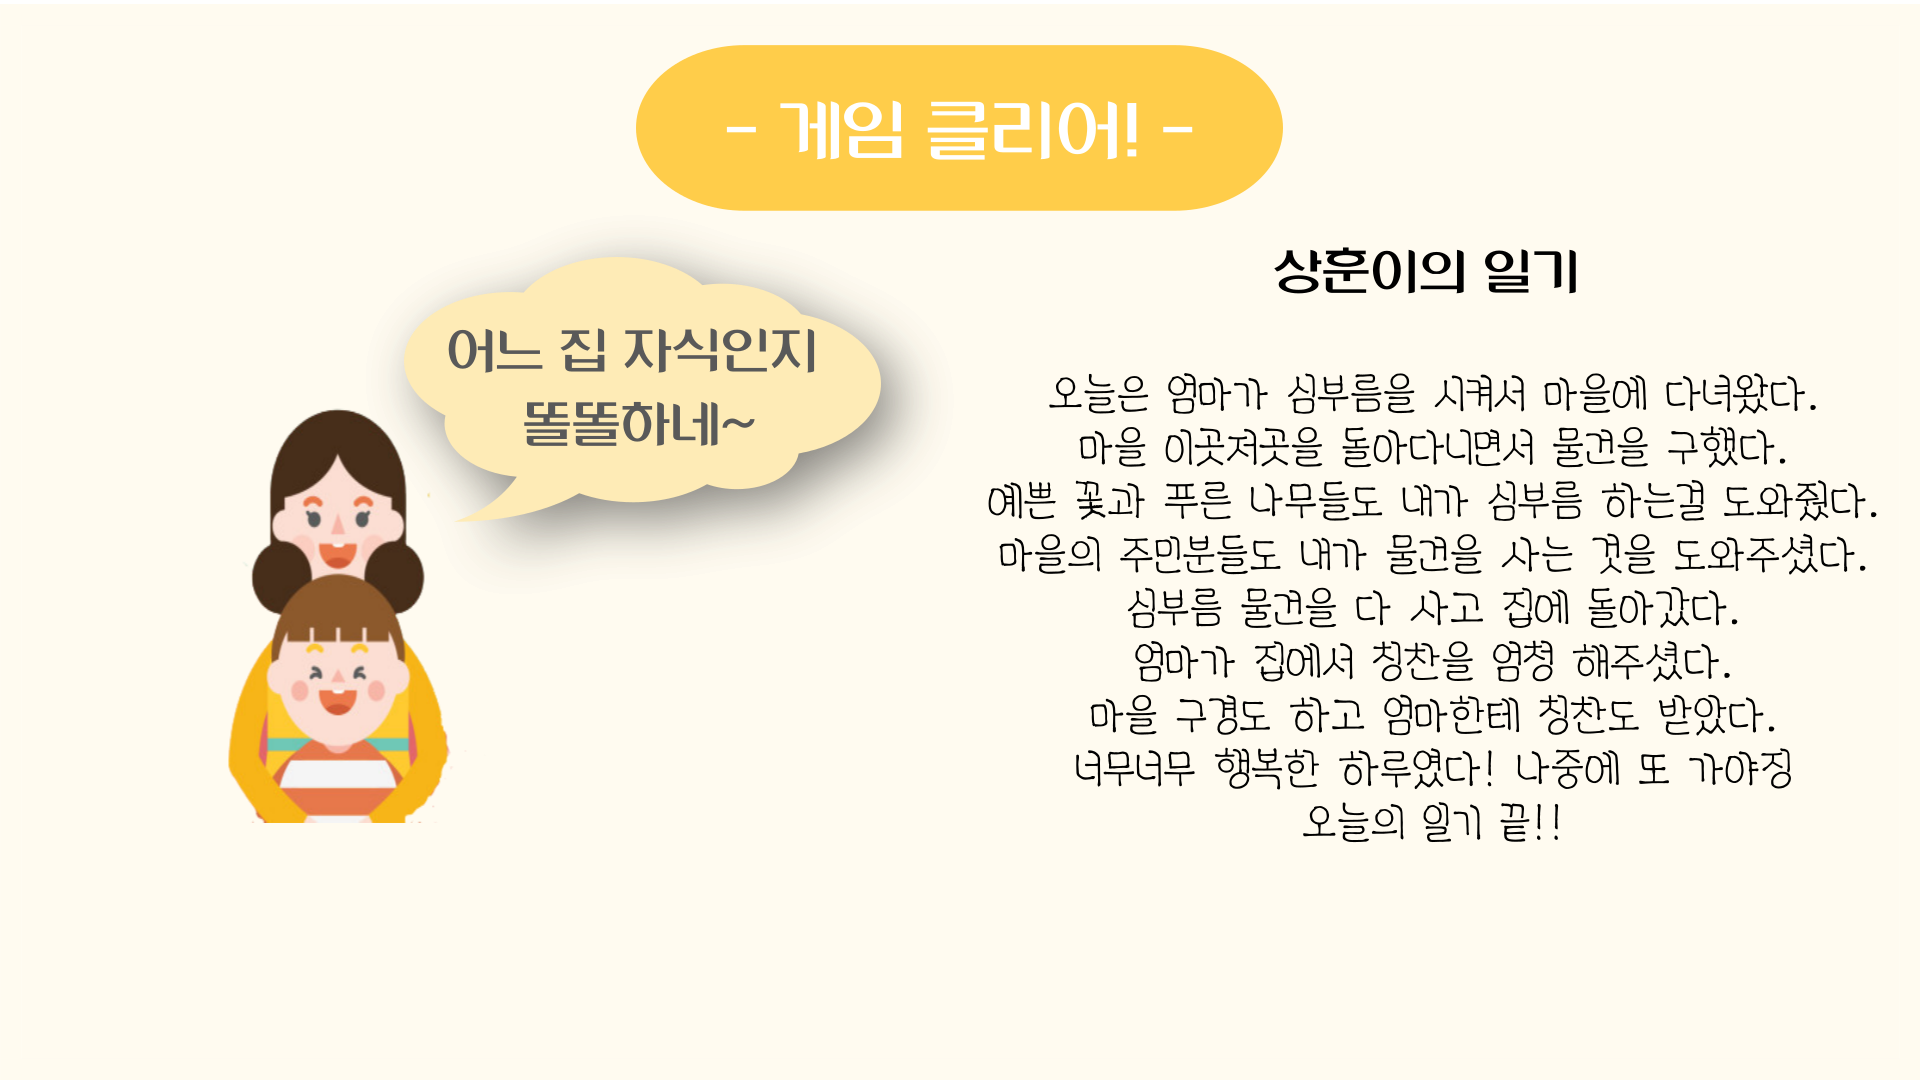 - 게임 클리어! -
어느 집 자식인지
똘똘하네~
상훈이의 일기
오늘은 엄마가 심부름을 시켜서 마을에 다녀왔다.
마을 이곳저곳을 돌아다니면서 물건을 구했다.
예쁜 꽃과 푸른 나무들도 내가 심부름 하는걸 도와줬다.
마을의 주민분들도 내가 물건을 사는 것을 도와주셨다.
심부름 물건을 다 사고 집에 돌아갔다.
엄마가 집에서 칭찬을 엄청 해주셨다.
마을 구경도 하고 엄마한테 칭찬도 받았다.
너무너무 행복한 하루였다! 나중에 또 가야징
오늘의 일기 끝!!